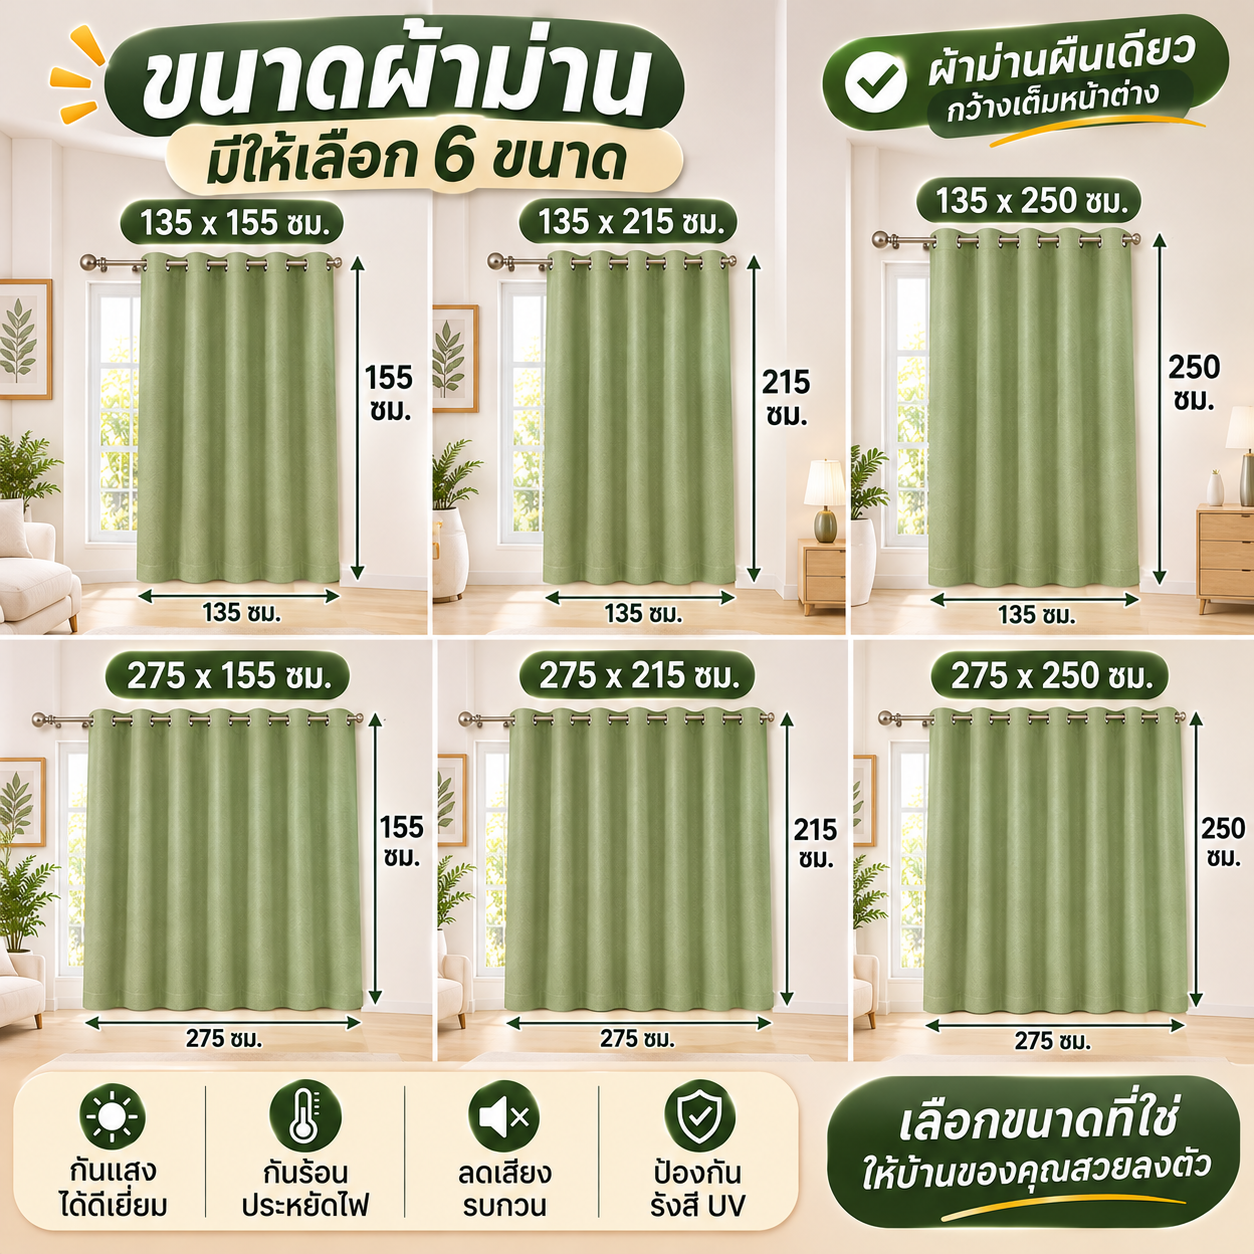 ขนาดผ้าม่าน
มีให้เลือก 6 ขนาด
ผ้าม่านผืนเดียว
กว้างเต็มหน้าต่าง
135 x 155 ซม.
155
ซม.
135 ซม.
135 x 215 ซม.
215
ซม.
135 ซม.
135 x 250 ซม.
250
ซม.
135 ซม.
275 x 155 ซม.
155
ซม.
275 ซม.
275 x 215 ซม.
215
ซม.
275 ซม.
275 x 250 ซม.
250
ซม.
275 ซม.
กันแสง
ได้ดีเยี่ยม
กันร้อน
ประหยัดไฟ
ลดเสียง
รบกวน
ป้องกัน
รังสี UV
เลือกขนาดที่ใช่
ให้บ้านของคุณสวยลงตัว